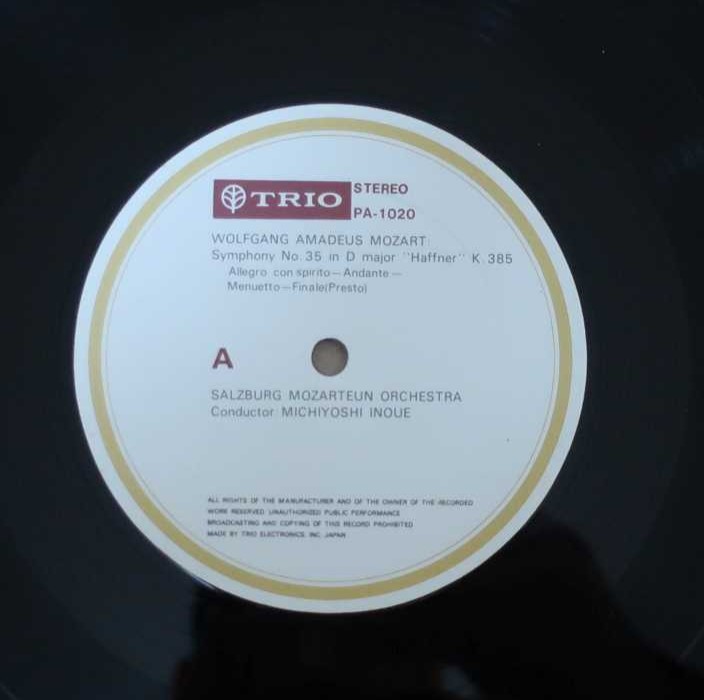 TRIO STEREO
PA-1020
WOLFGANG AMADEUS MOZART
Symphony No. 35 in D major "Haffner" K. 385
Allegro con spirito—Andante—
Menuetto—Finale(Presto)
A
SALZBURG MOZARTEUN ORCHESTRA
Conductor: MICHIYOSHI INOUE
ALL RIGHTS OF THE MANUFACTURER AND OF THE OWNER OF THE RECORDED
WORK RESERVED UNAUTHORIZED PUBLIC PERFORMANCE
BROADCASTING AND COPYING OF THIS RECORD PROHIBITED
MADE BY TRIO ELECTRONICS, INC. JAPAN